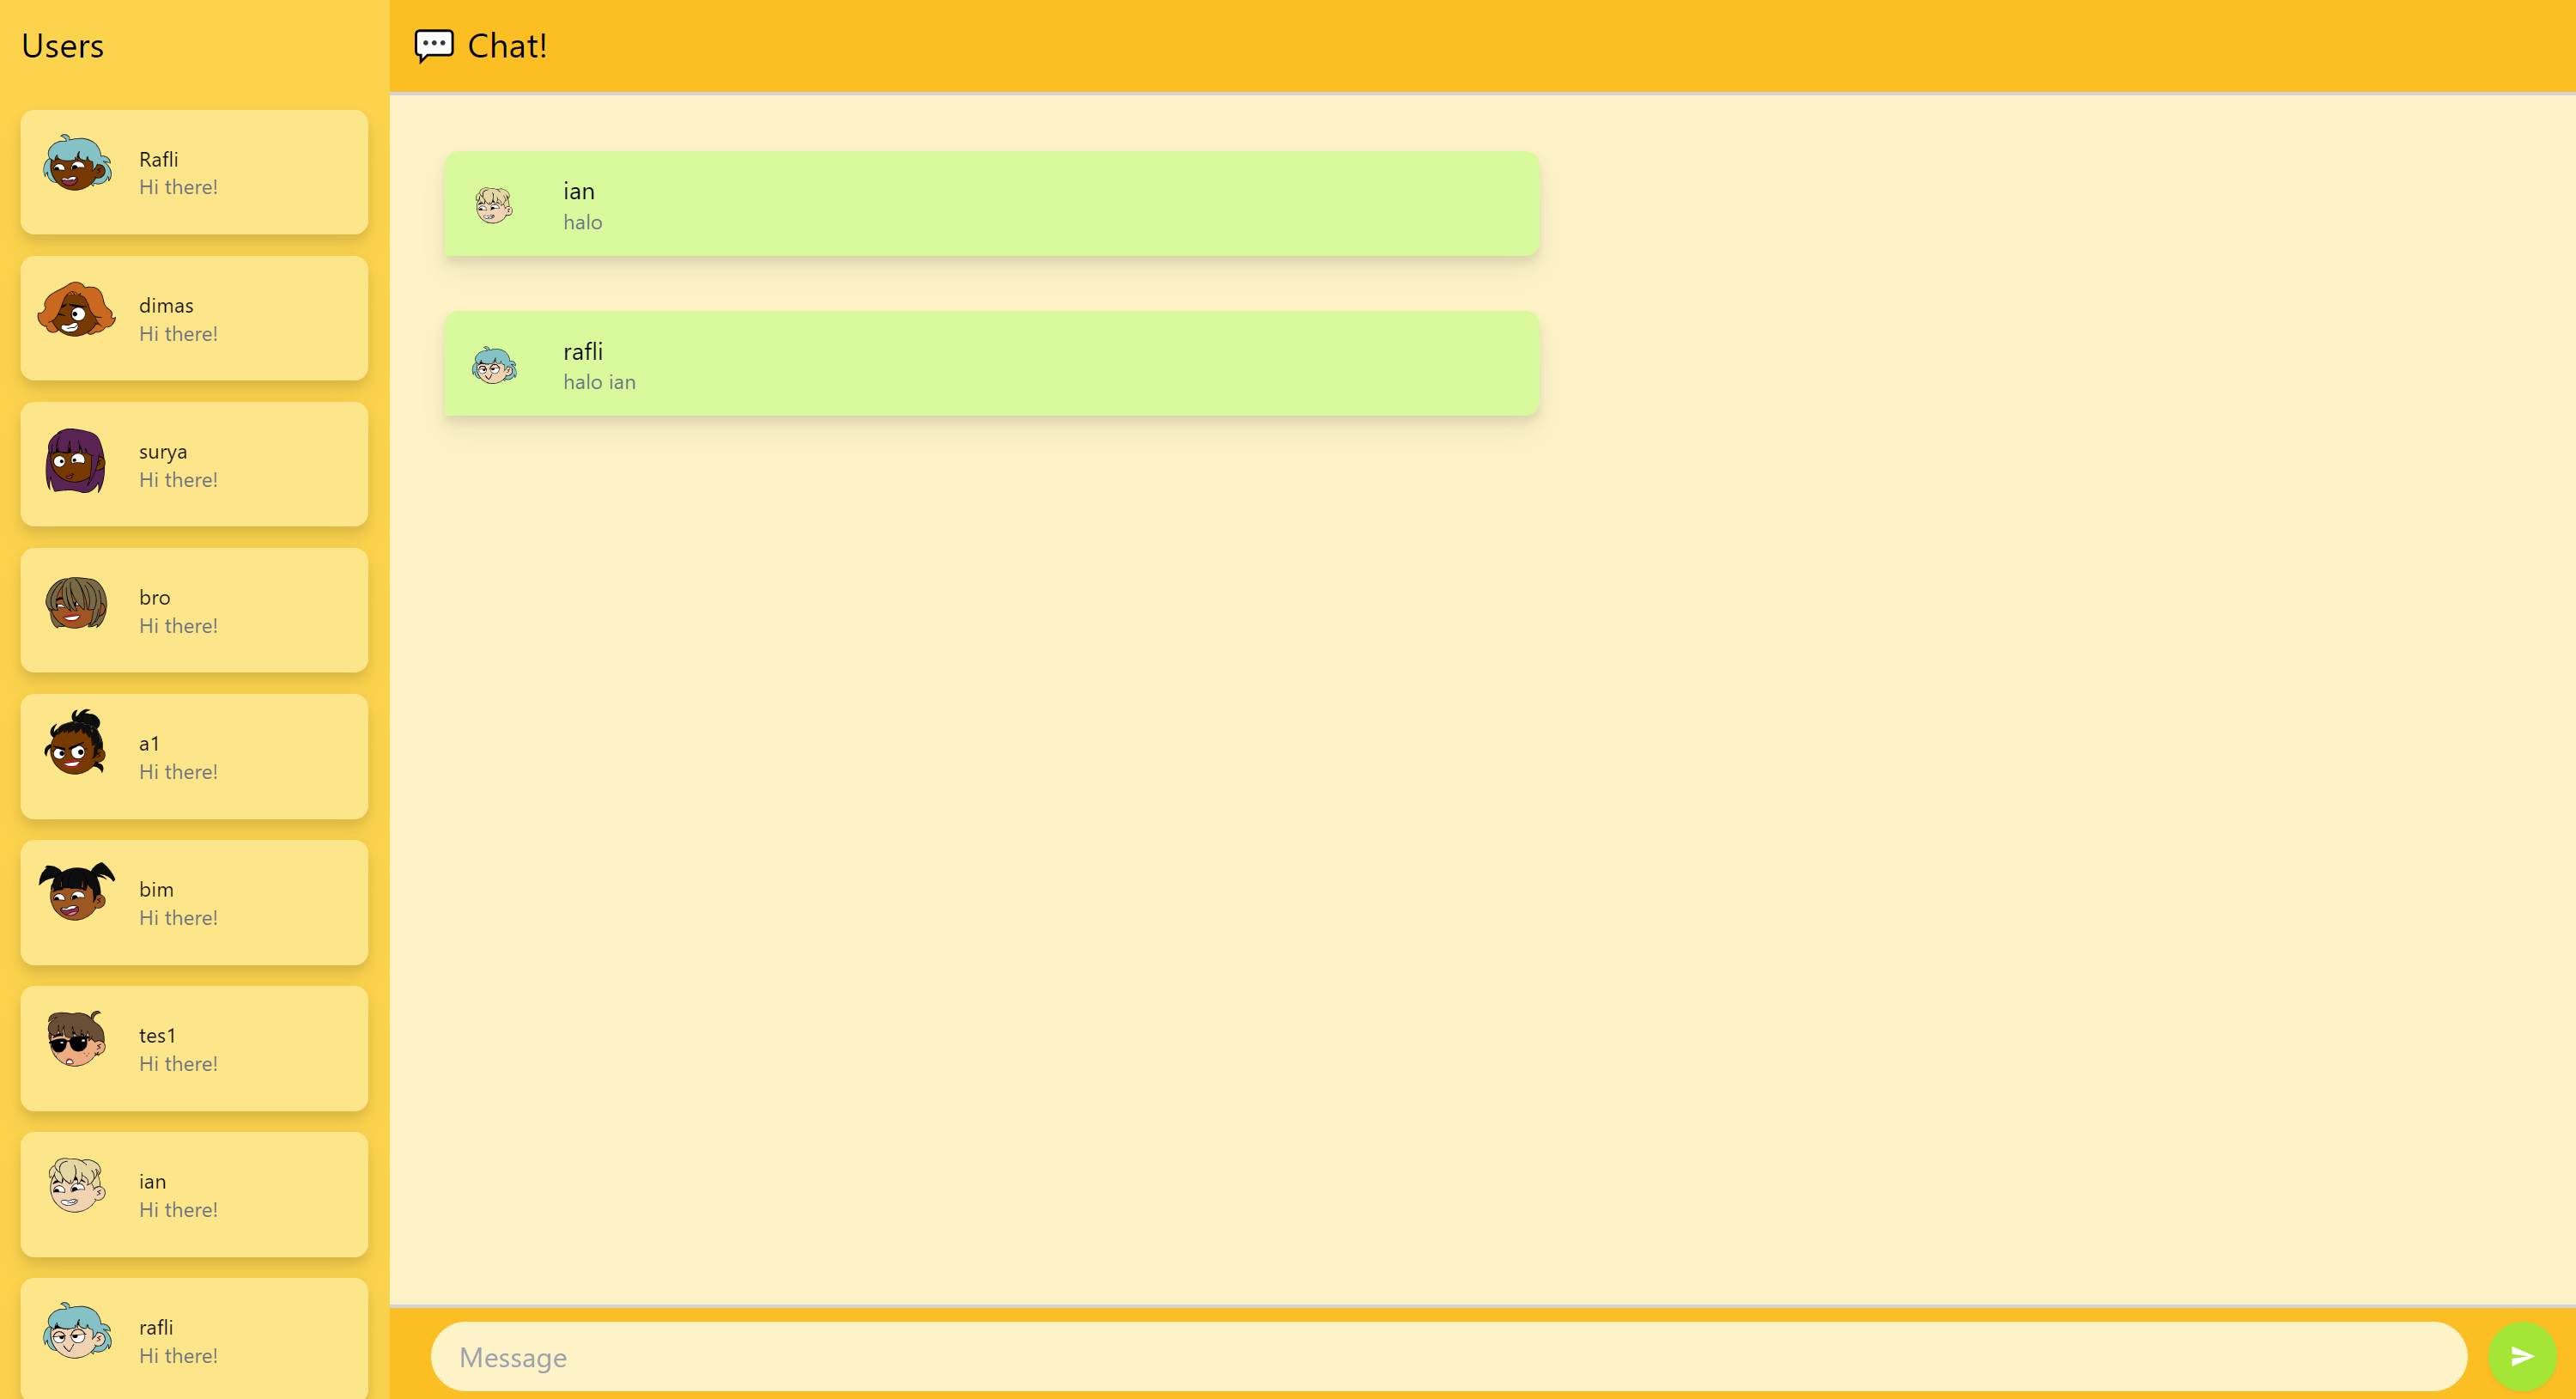 Users
Rafli
Hi there!
dimas
Hi there!
surya
Hi there!
bro
Hi there!
a1
Hi there!
bim
Hi there!
tes1
Hi there!
ian
Hi there!
rafli
Hi there!
Chat!
ian
halo
rafli
halo ian
Message